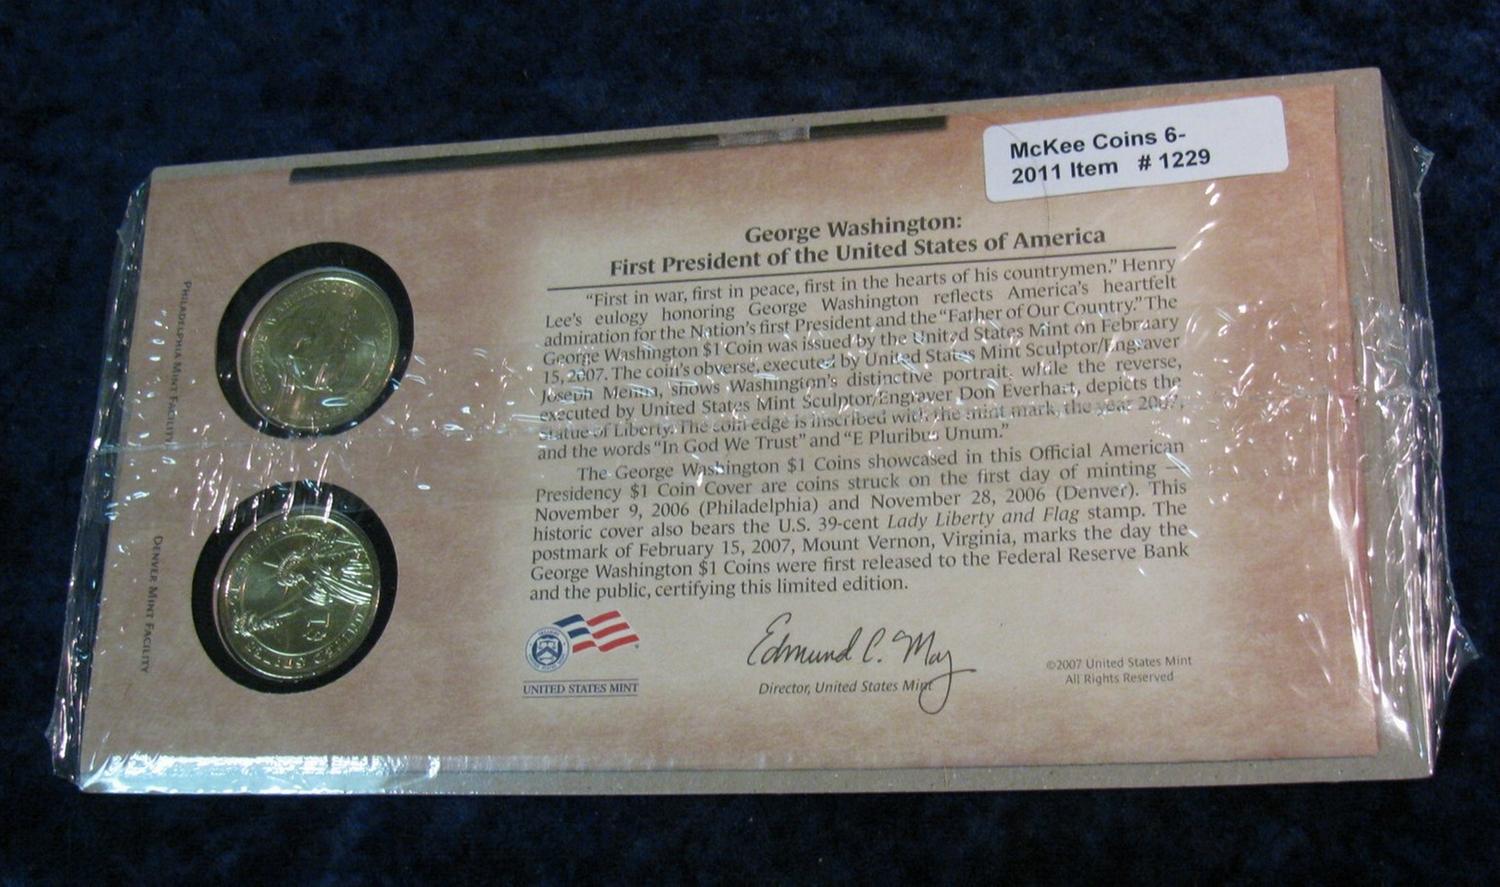 McKee Coins 6-
2011 Item # 1229
George Washington:
First President of the United States of America
"First in war, first in peace, first in the hearts of his countrymen." Henry
Lee's eulogy honoring George Washington reflects America's heartfelt
admiration for the Nation's first President and the "Father of Our Country." The
George Washington $1 Coin was issued by the United States Mint on February
15, 2007. The coin's obverse, executed by United States Mint Sculptor/Engraver
Joseph Menna, shows Washington's distinctive portrait, while the reverse,
executed by United States Mint Sculptor/Engraver Don Everhart, depicts the
Statue of Liberty. The coin edge is inscribed with the mint mark, the year 2007,
and the words "In God We Trust" and "E Pluribus Unum."
The George Washington $1 Coins showcased in this Official American
Presidency $1 Coin Cover are coins struck on the first day of minting —
November 9, 2006 (Philadelphia) and November 28, 2006 (Denver). This
historic cover also bears the U.S. 39-cent Lady Liberty and Flag stamp. The
postmark of February 15, 2007, Mount Vernon, Virginia, marks the day the
George Washington $1 Coins were first released to the Federal Reserve Bank
and the public, certifying this limited edition.
UNITED STATES MINT
Edmund C. Moy
Director, United States Mint
©2007 United States Mint
All Rights Reserved
PHILADELPHIA MINT FACILITY
DENVER MINT FACILITY